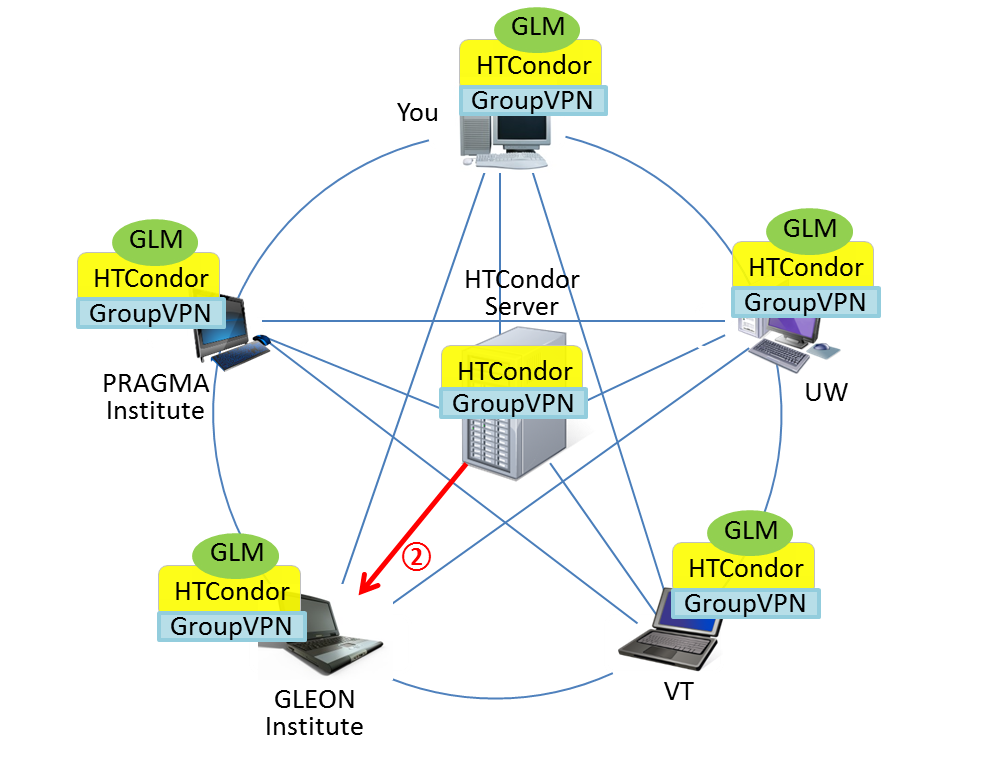 GLM
HTCondor
GroupVPN
You
GLM
HTCondor
GroupVPN
PRAGMA
Institute
GLM
HTCondor
GroupVPN
UW
HTCondor
Server
HTCondor
GroupVPN
②
GLM
HTCondor
GroupVPN
GLEON
Institute
GLM
HTCondor
GroupVPN
VT